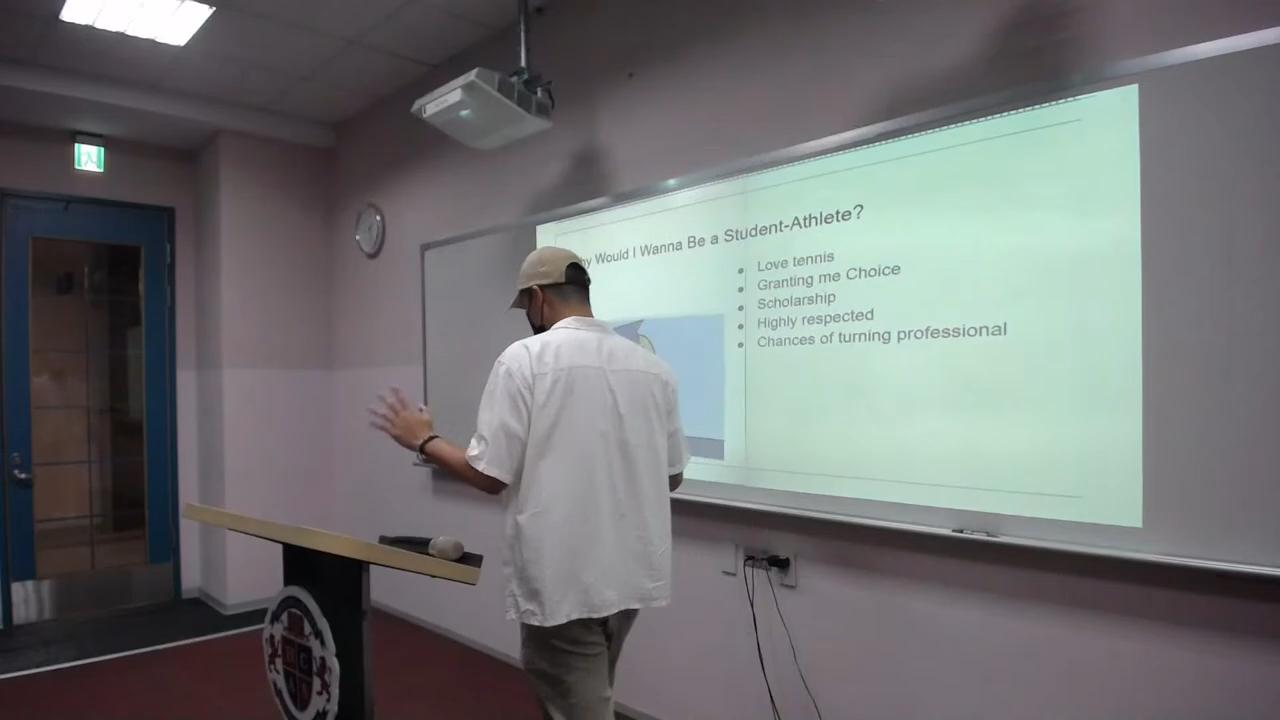 Would I Wanna Be a Student-Athlete?
Love tennis
Granting me Choice
Scholarship
Highly respected
Chances of turning professional